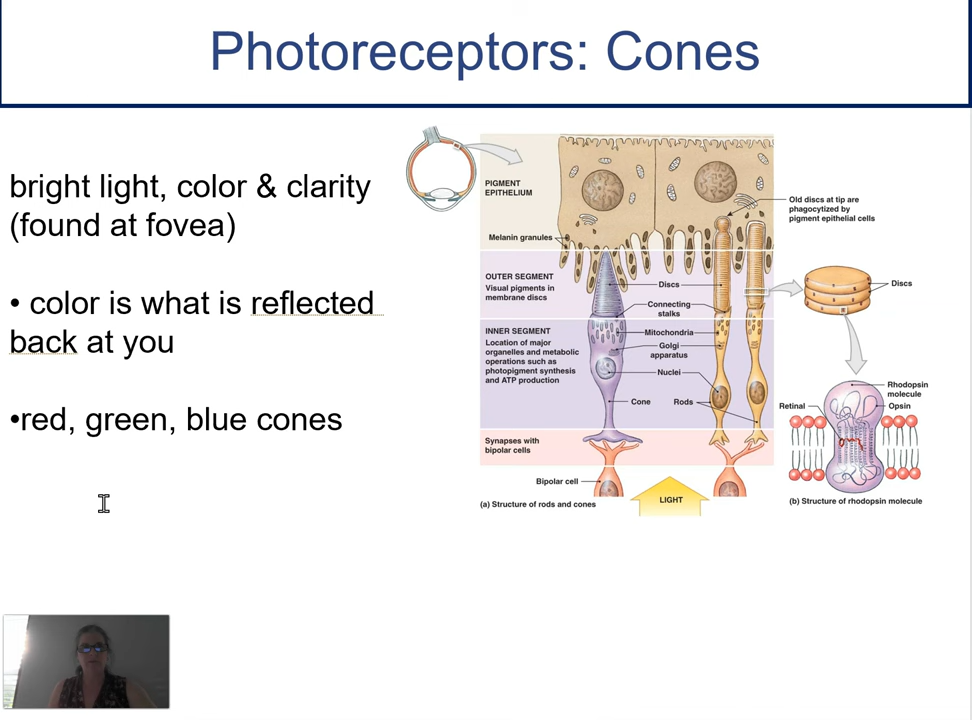 Photoreceptors: Cones
bright light, color & clarity
(found at fovea)
• color is what is reflected
back at you
•red, green, blue cones
PIGMENT
EPITHELIUM
Melanin granules
OUTER SEGMENT
Visual pigments in
membrane discs
INNER SEGMENT
Location of major
organelles and metabolic
operations such as
photopigment synthesis
and ATP production
Synapses with
bipolar cells
Bipolar cell
(a) Structure of rods and cones
Discs
Connecting
stalks
Mitochondria
Golgi
apparatus
Nuclei
Cone
Rods
LIGHT
Old discs at tip are
phagocytized by
pigment epithelial cells
Discs
Rhodopsin
molecule
Retinal
Opsin
(b) Structure of rhodopsin molecule